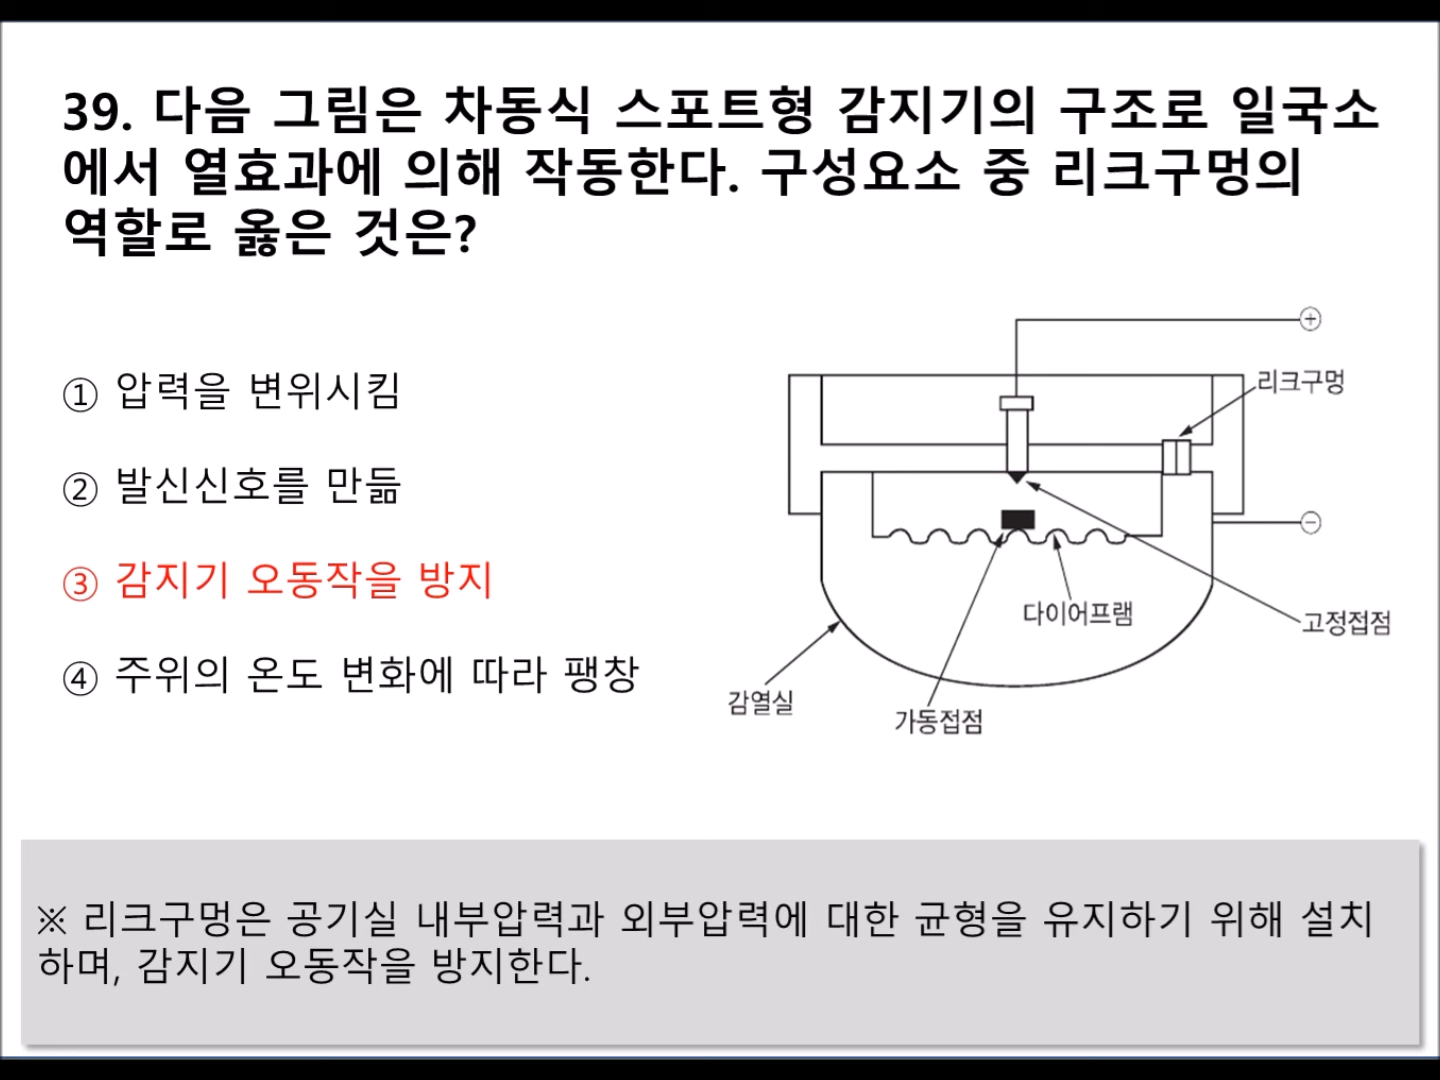 39. 다음 그림은 차동식 스포트형 감지기의 구조로 일국소
에서 열효과에 의해 작동한다. 구성요소 중 리크구멍의
역할로 옳은 것은?
① 압력을 변위시킴
② 발신신호를 만듦
③ 감지기 오동작을 방지
④ 주위의 온도 변화에 따라 팽창
+
리크구멍
−
다이어프램
고정접점
감열실
가동접점
※ 리크구멍은 공기실 내부압력과 외부압력에 대한 균형을 유지하기 위해 설치
하며, 감지기 오동작을 방지한다.